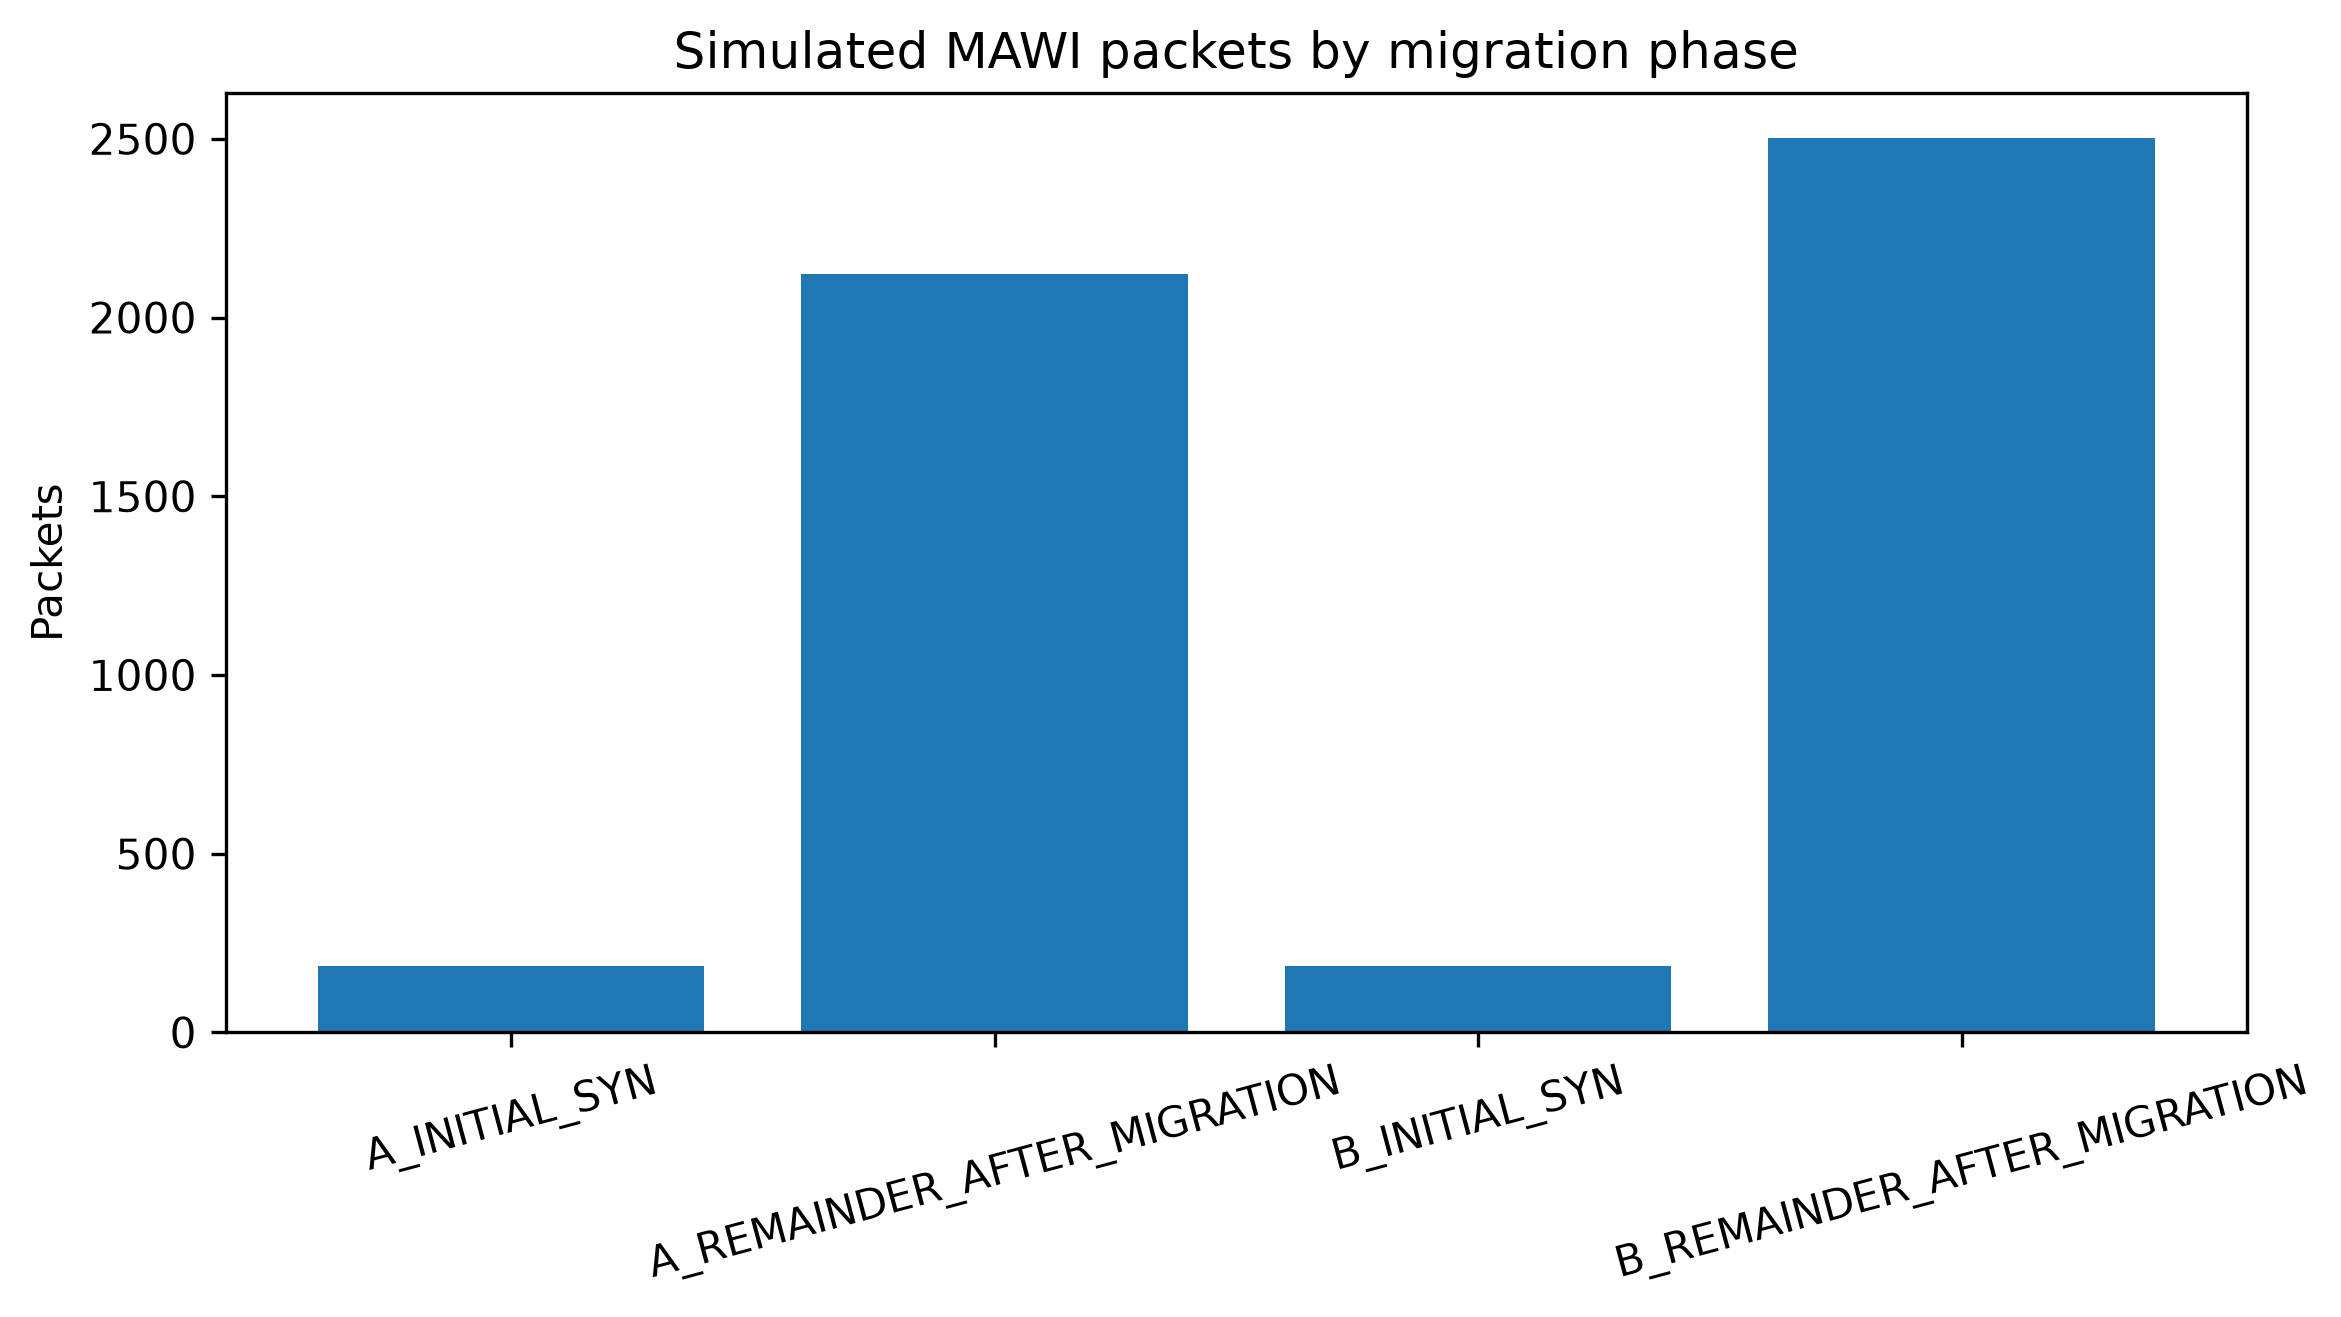 Simulated MAWI packets by migration phase
Packets
2500
2000
1500
1000
500
0
A_INITIAL_SYN
A_REMAINDER_AFTER_MIGRATION
B_INITIAL_SYN
B_REMAINDER_AFTER_MIGRATION